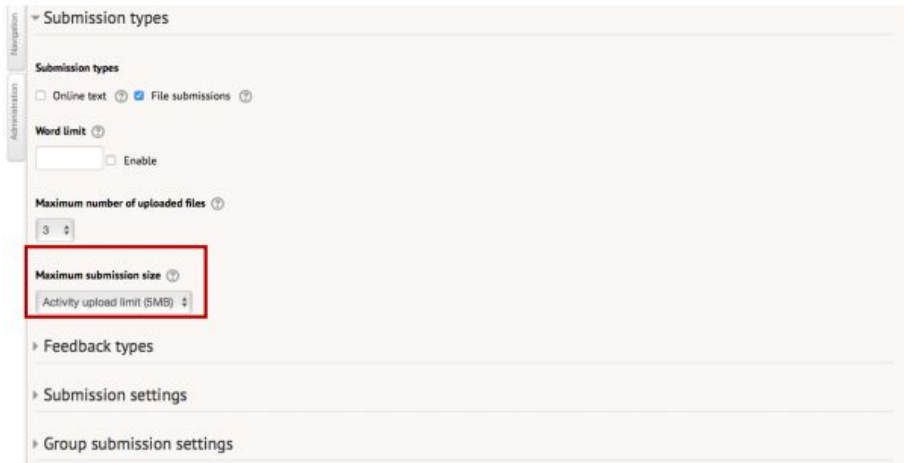 Navigation
Administration
Submission types
Submission types
Online text File submissions
Word limit
Enable
Maximum number of uploaded files
3
Maximum submission size
Activity upload limit (5MB)
Feedback types
Submission settings
Group submission settings